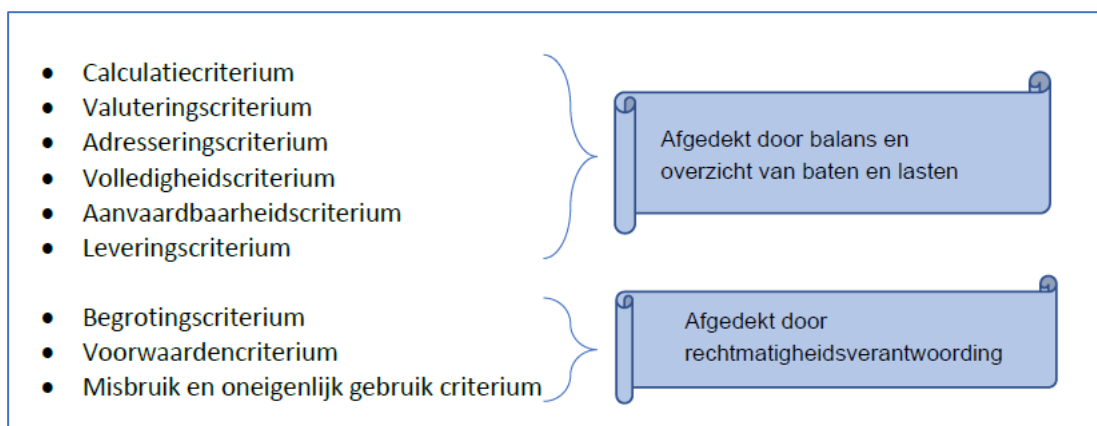 • Calculatiecriterium
• Valuteringscriterium
• Adresseringscriterium
• Volledigheidscriterium
• Aanvaardbaarheidscriterium
• Leveringscriterium
Afgedekt door balans en
overzicht van baten en lasten
• Begrotingscriterium
• Voorwaardencriterium
• Misbruik en oneigenlijk gebruik criterium
Afgedekt door
rechtmatigheidsverantwoording